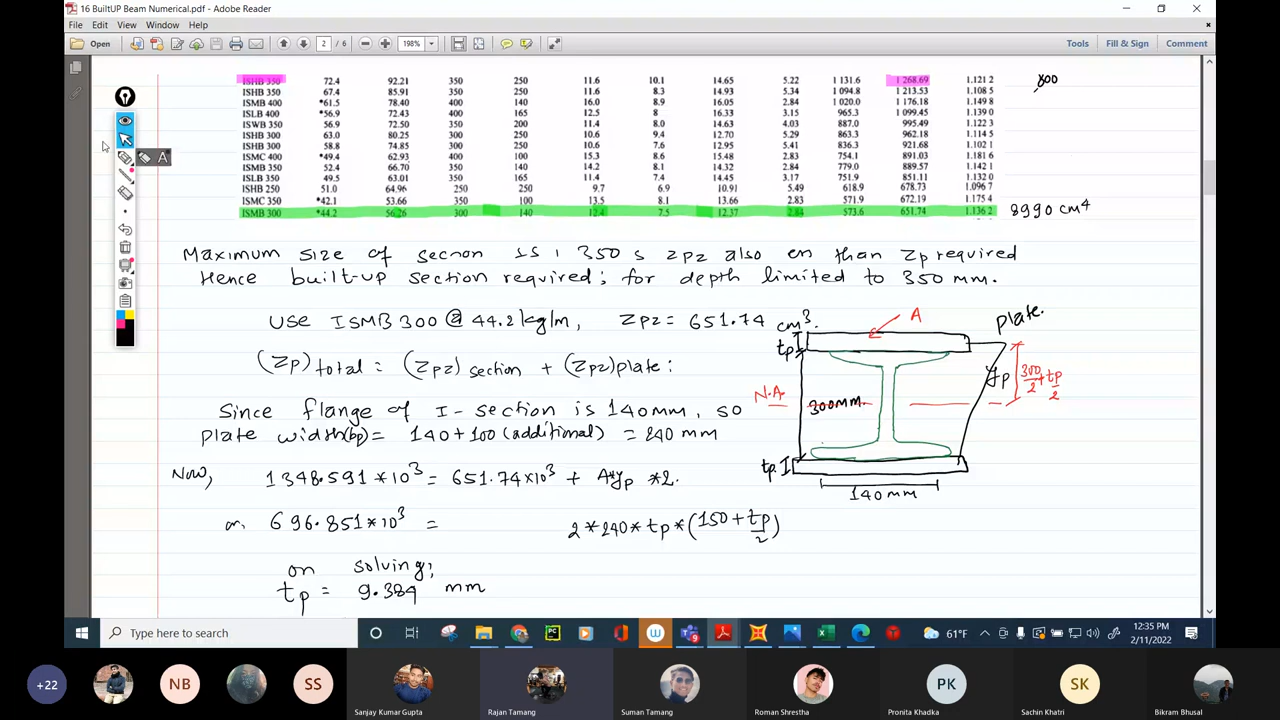 16 BuiltUP Beam Numerical.pdf - Adobe Reader
File Edit View Window Help
Open 2 / 6 198% Tools Fill & Sign Comment
ISHB 350 72.4 92.21 350 250 11.6 10.1 14.65 5.22 1 131.6 1 268.69 1.121 2 800
ISHB 350 67.4 85.91 350 250 11.6 8.3 14.93 5.34 1 094.8 1 213.53 1.108 5
ISMB 400 *61.5 78.40 400 140 16.0 8.9 16.05 2.84 1 020.0 1 176.18 1.149 8
ISLB 400 *56.9 72.43 400 165 12.5 8 16.33 3.15 965.3 1 099.45 1.139 0
ISWB 350 56.9 72.50 350 200 11.4 8.0 14.63 4.03 887.0 995.49 1.122 3
ISHB 300 63.0 80.25 300 250 10.6 9.4 12.70 5.29 863.3 962.18 1.114 5
ISHB 300 58.8 74.85 300 250 10.6 7.6 12.95 5.41 836.3 921.68 1.102 1
ISMC 400 *49.4 62.93 400 100 15.3 8.6 15.48 2.83 754.1 891.03 1.181 6
ISMB 350 52.4 66.70 350 140 14.2 8.1 14.32 2.84 779.0 889.57 1.142 1
ISLB 350 49.5 63.01 350 165 11.4 7.4 14.45 3.17 751.9 851.11 1.132 0
ISHB 250 51.0 64.96 250 250 9.7 6.9 10.91 5.49 618.9 678.73 1.096 7
ISMC 350 *42.1 53.66 350 100 13.5 8.1 13.66 2.83 571.9 672.19 1.175 4
ISMB 300 *44.2 56.26 300 140 12.4 7.5 12.37 2.84 573.6 651.74 1.136 2 8990 cm⁴
Maximum size of secnon is 350 s Zpz also en than Zp required
Hence built-up section required; for depth limited to 350 mm.
Use ISMB 300 @ 44.2 kg/m, Zpz = 651.74 cm³.
(Zp)total = (Zpz) section + (Zpz)plate:
Since flange of I-section is 140mm, so
plate width(bp) = 140+100 (additional) = 240 mm
Now, 1348.591*10³ = 651.74*10³ + A*yp *2.
or, 696.851*10³ = 2*240*tp*(150+tp/2)
on solving;
tp = 9.384 mm
A
plate.
tp
yp
300/2+tp/2
N.A.
300mm.
tp
140 mm
Type here to search 61°F 12:35 PM
2/11/2022
+22 NB SS PK SK
Sanjay Kumar Gupta Rajan Tamang Suman Tamang Roman Shrestha Pronita Khadka Sachin Khatri Bikram Bhusal